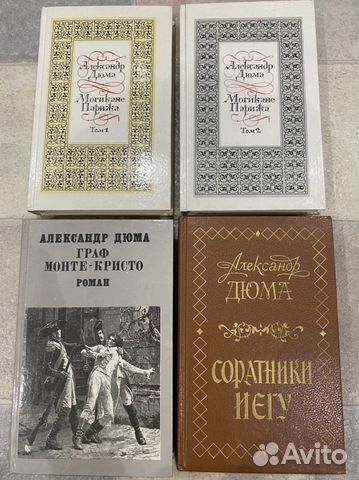 Александр
Дюма
Могикане
Парижа
Том 1
Александр
Дюма
Могикане
Парижа
Том 2
АЛЕКСАНДР ДЮМА
ГРАФ
МОНТЕ-КРИСТО
РОМАН
Александр
ДЮМА
СОРАТНИКИ
ИЕГУ
Avito